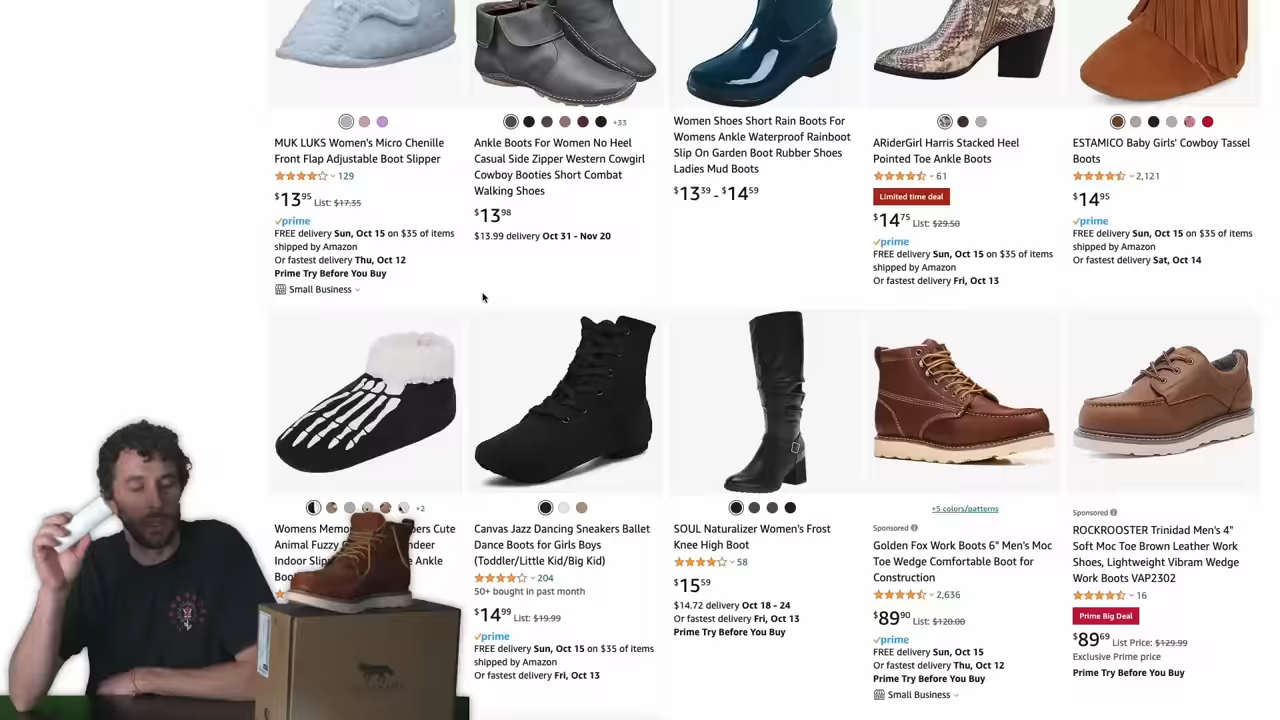 +33
MUK LUKS Women's Micro Chenille
Front Flap Adjustable Boot Slipper
129
$13.95 List: $17.35
prime
FREE delivery Sun, Oct 15 on $35 of items
shipped by Amazon
Or fastest delivery Thu, Oct 12
Prime Try Before You Buy
Small Business
Ankle Boots For Women No Heel
Casual Side Zipper Western Cowgirl
Cowboy Booties Short Combat
Walking Shoes
$13.98
$13.99 delivery Oct 31 - Nov 20
Women Shoes Short Rain Boots For
Womens Ankle Waterproof Rainboot
Slip On Garden Boot Rubber Shoes
Ladies Mud Boots
$13.39 - $14.59
ARiderGirl Harris Stacked Heel
Pointed Toe Ankle Boots
61
Limited time deal
$14.75 List: $29.50
prime
FREE delivery Sun, Oct 15 on $35 of items
shipped by Amazon
Or fastest delivery Fri, Oct 13
ESTAMICO Baby Girls' Cowboy Tassel
Boots
2,121
$14.95
prime
FREE delivery Sun, Oct 15 on $35 of items
shipped by Amazon
Or fastest delivery Sat, Oct 14
+2
Womens
Cute
Animal Fuzzy
Indoor
Ankle
Canvas Jazz Dancing Sneakers Ballet
Dance Boots for Girls Boys
(Toddler/Little Kid/Big Kid)
204
50+ bought in past month
$14.99 List: $19.99
prime
FREE delivery Sun, Oct 15 on $35 of items
shipped by Amazon
Or fastest delivery Fri, Oct 13
SOUL Naturalizer Women's Frost
Knee High Boot
58
$15.59
$14.72 delivery Oct 18 - 24
Or fastest delivery Fri, Oct 13
Prime Try Before You Buy
+5 colors/patterns
Sponsored
Golden Fox Work Boots 6" Men's Moc
Toe Wedge Comfortable Boot for
Construction
2,636
$89.90 List: $120.00
prime
FREE delivery Sun, Oct 15
Or fastest delivery Thu, Oct 12
Prime Try Before You Buy
Small Business
Sponsored
ROCKROOSTER Trinidad Men's 4"
Soft Moc Toe Brown Leather Work
Shoes, Lightweight Vibram Wedge
Work Boots VAP2302
16
Prime Big Deal
$89.69 List Price: $129.99
Exclusive Prime price
Prime Try Before You Buy